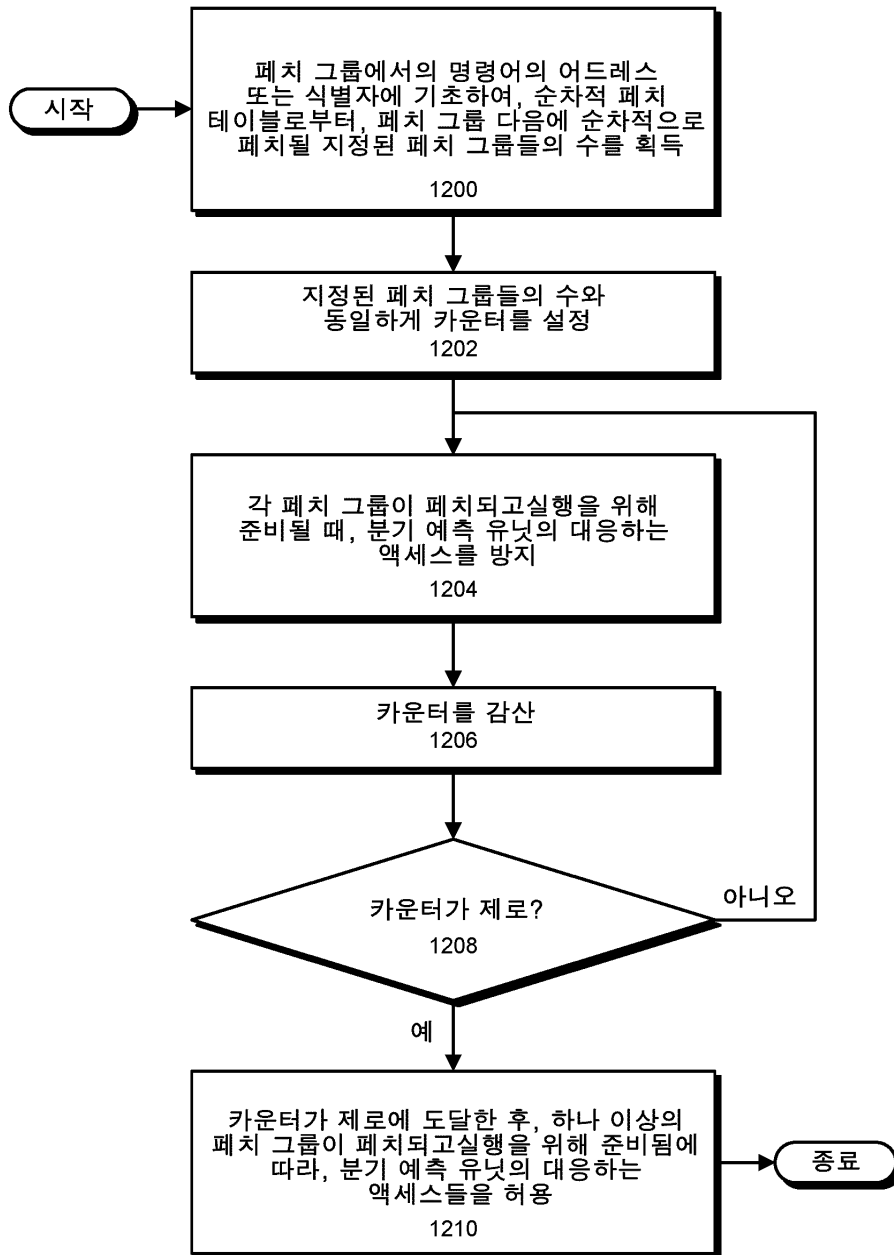 시작
페치 그룹에서의 명령어의 어드레스
또는 식별자에 기초하여, 순차적 페치
테이블로부터, 페치 그룹 다음에 순차적으로
페치될 지정된 페치 그룹들의 수를 획득
1200
지정된 페치 그룹들의 수와
동일하게 카운터를 설정
1202
각 페치 그룹이 페치되고실행을 위해
준비될 때, 분기 예측 유닛의 대응하는
액세스를 방지
1204
카운터를 감산
1206
카운터가 제로?
1208
아니오
예
카운터가 제로에 도달한 후, 하나 이상의
페치 그룹이 페치되고실행을 위해 준비됨에
따라, 분기 예측 유닛의 대응하는
액세스들을 허용
1210
종료